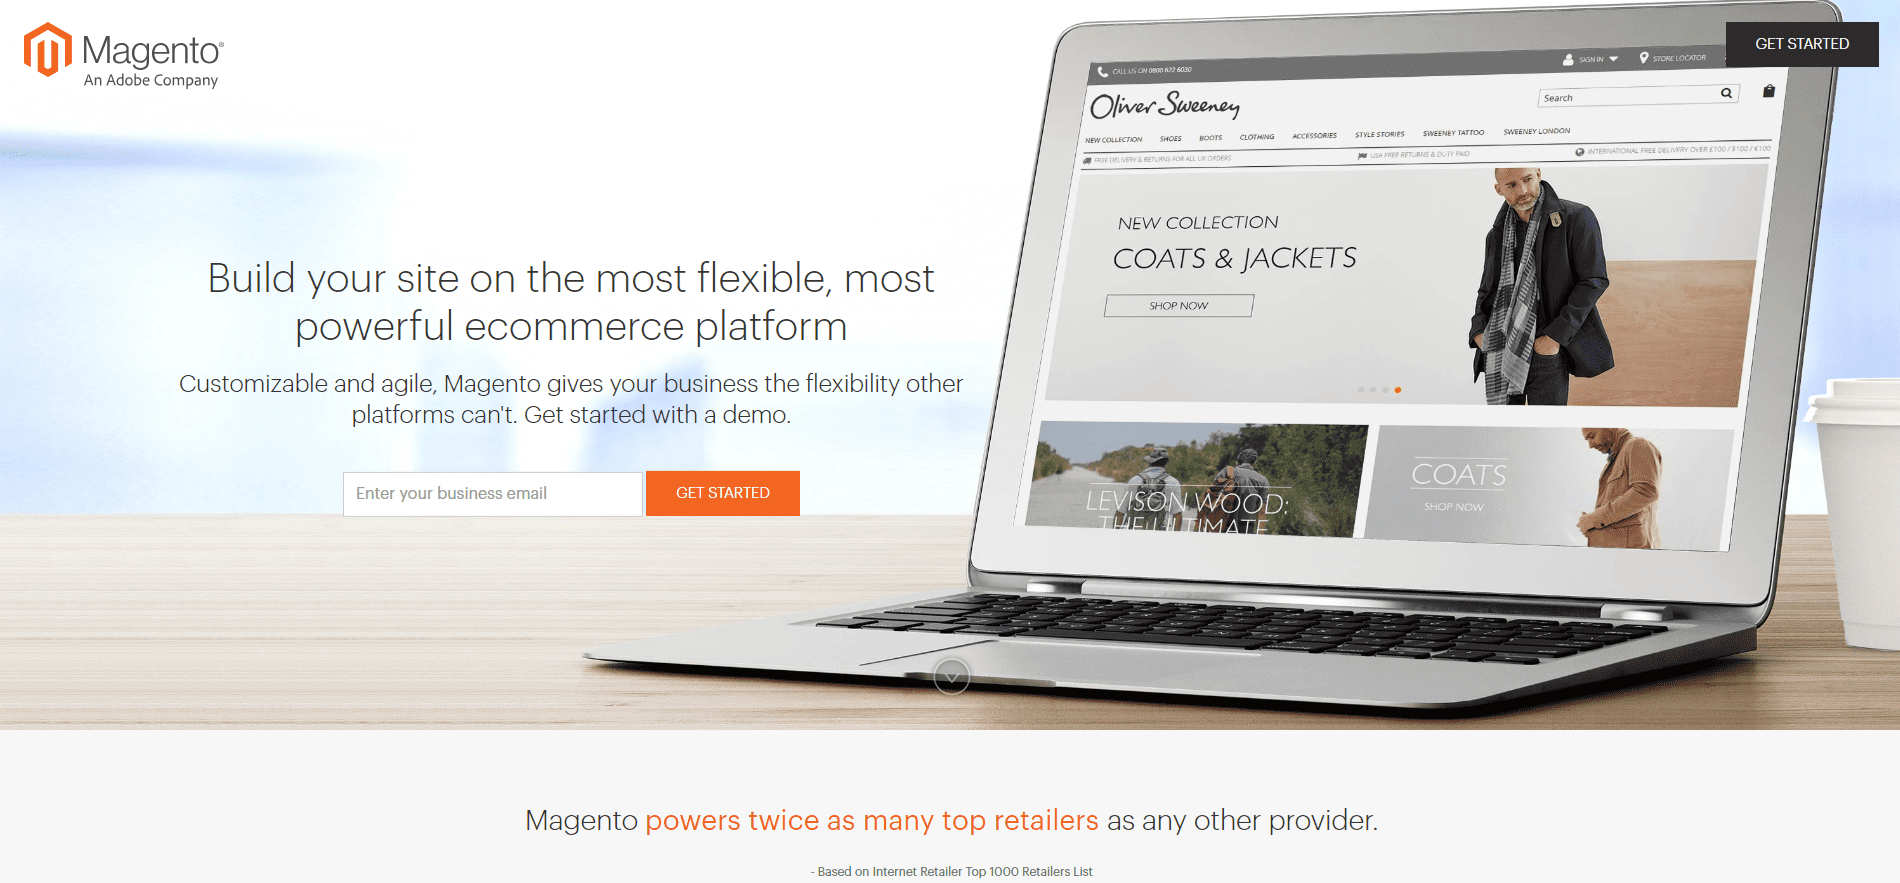 Magento®
An Adobe Company
GET STARTED
CALL US ON 0800 622 6030
SIGN IN
STORE LOCATOR
Oliver Sweeney
Search
NEW COLLECTION SHOES BOOTS CLOTHING ACCESSORIES STYLE STORIES SWEENEY TATTOO SWEENEY LONDON
FREE DELIVERY & RETURNS FOR ALL UK ORDERS
USA FREE RETURNS & DUTY PAID
INTERNATIONAL FREE DELIVERY OVER £100 / $100 / €100
NEW COLLECTION
COATS & JACKETS
SHOP NOW
LEVISON WOOD:
THE ULTIMATE
COATS
SHOP NOW
Build your site on the most flexible, most
powerful ecommerce platform
Customizable and agile, Magento gives your business the flexibility other
platforms can't. Get started with a demo.
Enter your business email
GET STARTED
Magento powers twice as many top retailers as any other provider.
- Based on Internet Retailer Top 1000 Retailers List